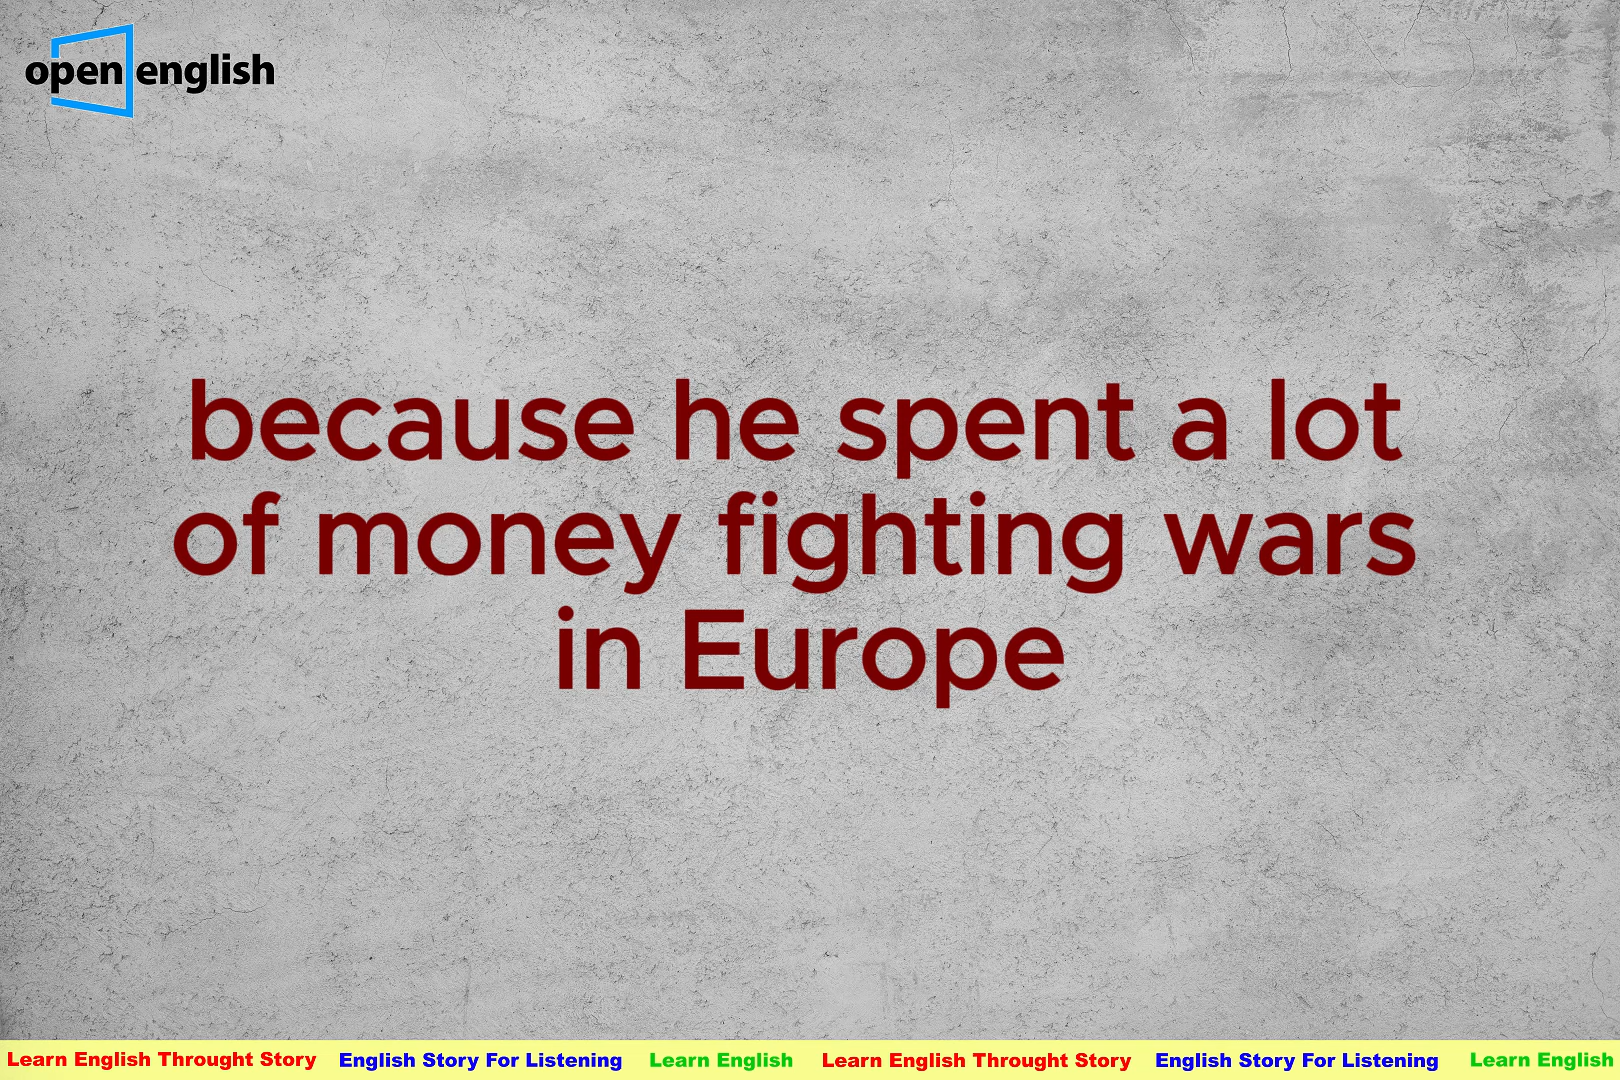 open english
because he spent a lot
of money fighting wars
in Europe
Learn English Throught Story English Story For Listening Learn English Learn English Throught Story English Story For Listening Learn English